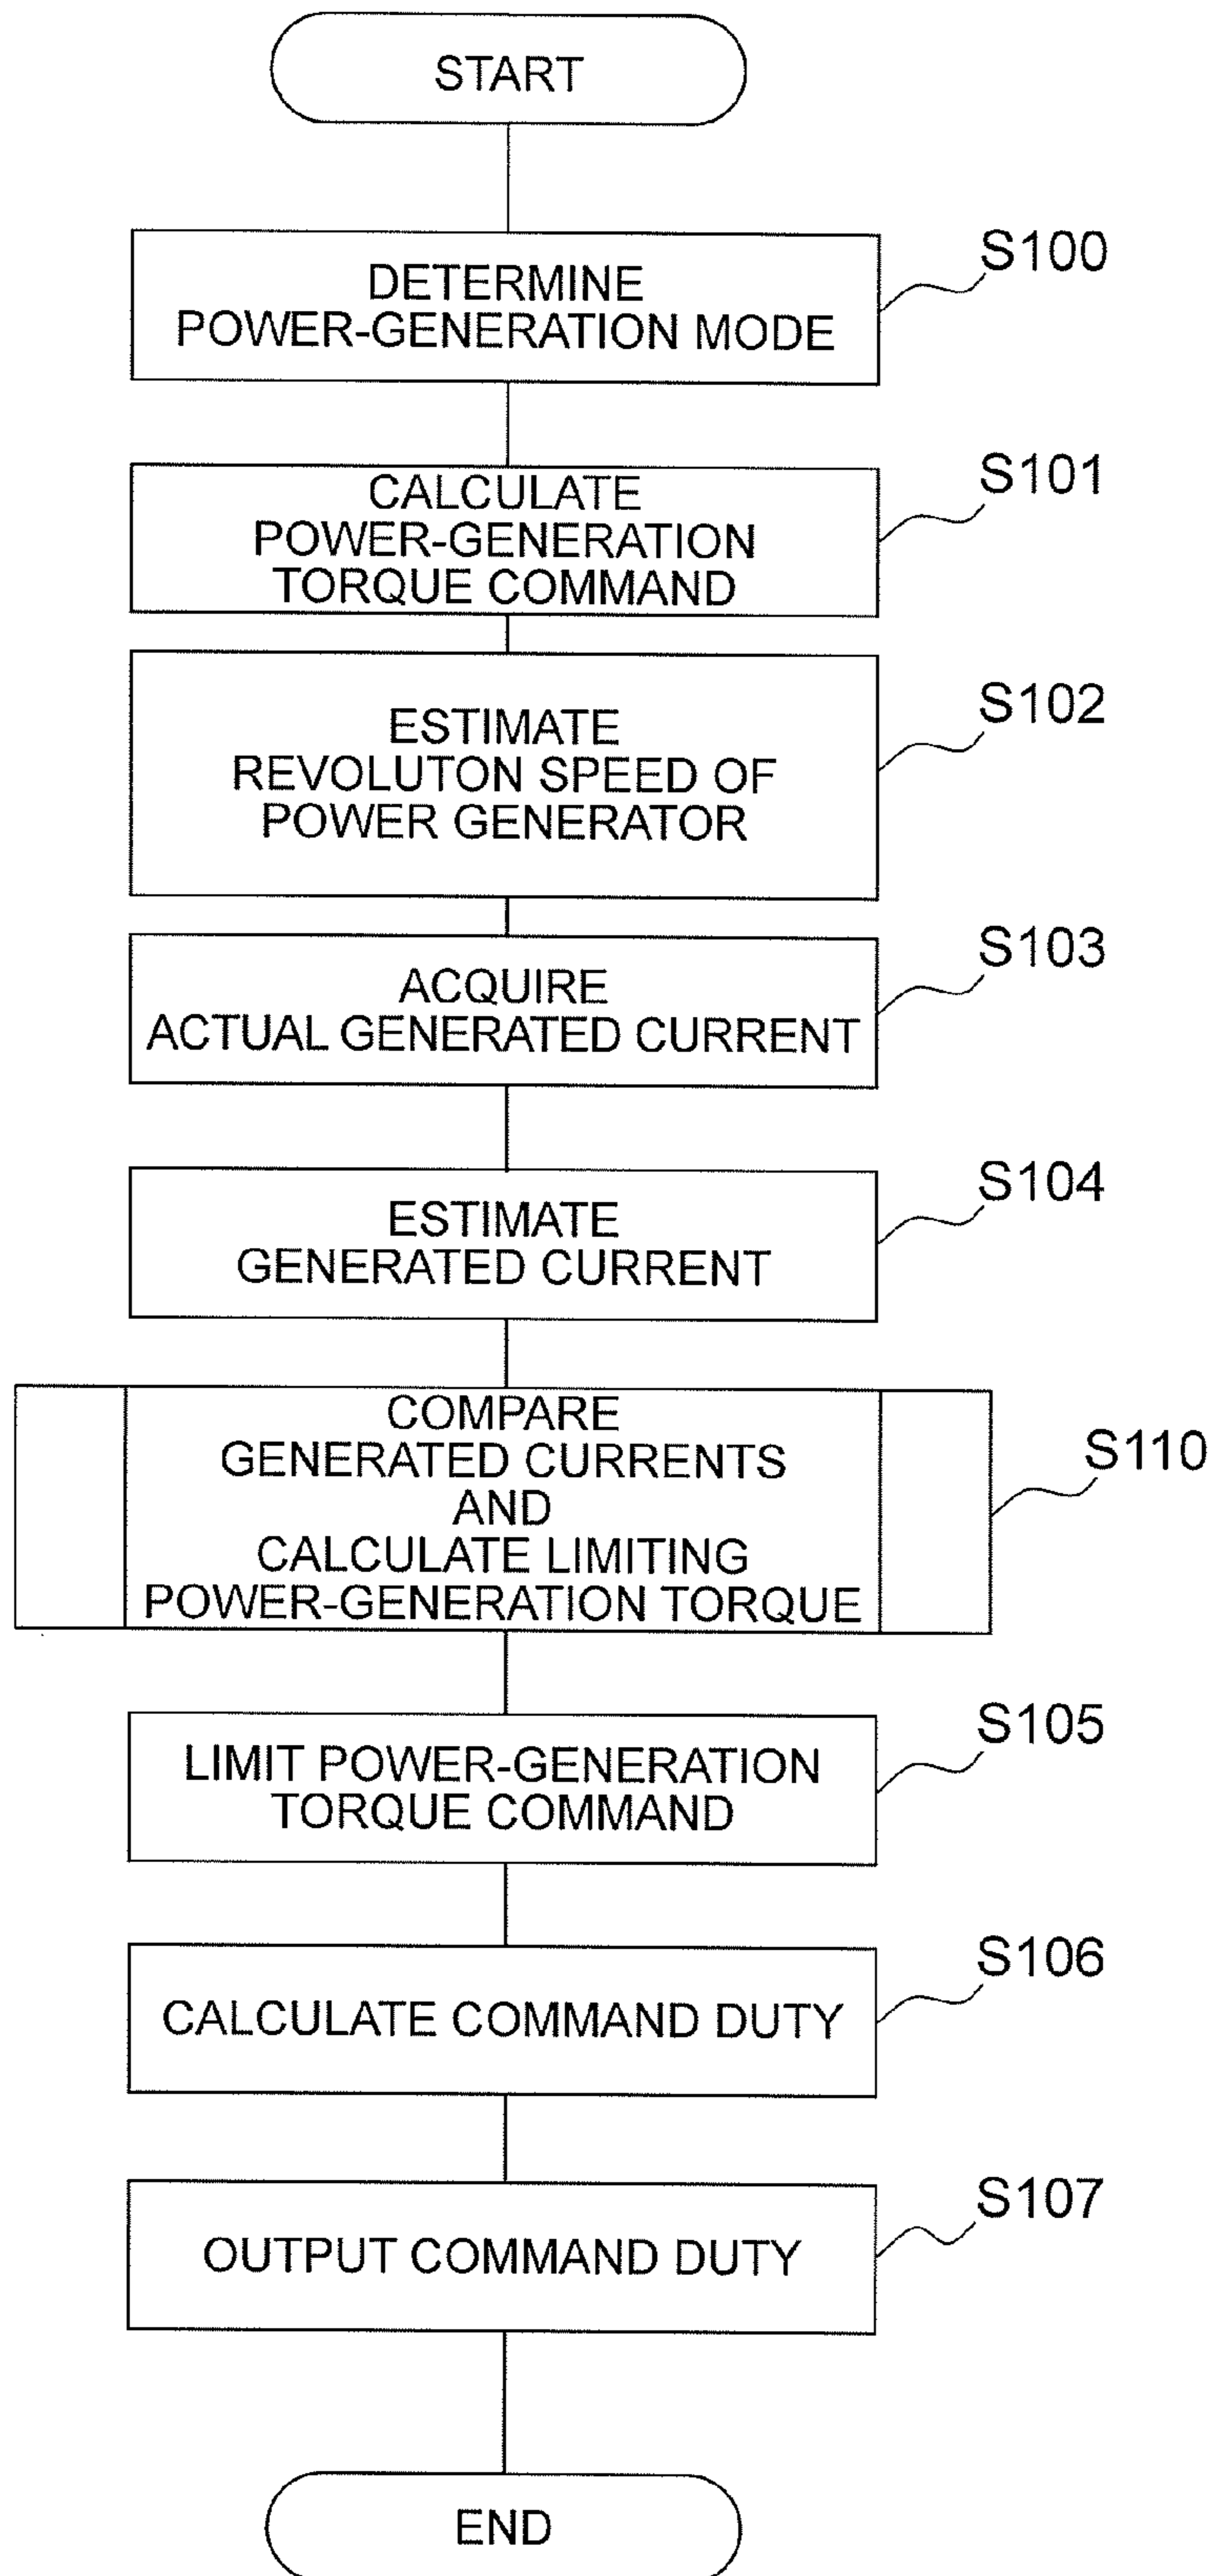 START
S100
DETERMINE
POWER-GENERATION MODE
S101
CALCULATE
POWER-GENERATION
TORQUE COMMAND
S102
ESTIMATE
REVOLUTON SPEED OF
POWER GENERATOR
S103
ACQUIRE
ACTUAL GENERATED CURRENT
S104
ESTIMATE
GENERATED CURRENT
S110
COMPARE
GENERATED CURRENTS
AND
CALCULATE LIMITING
POWER-GENERATION TORQUE
S105
LIMIT POWER-GENERATION
TORQUE COMMAND
S106
CALCULATE COMMAND DUTY
S107
OUTPUT COMMAND DUTY
END